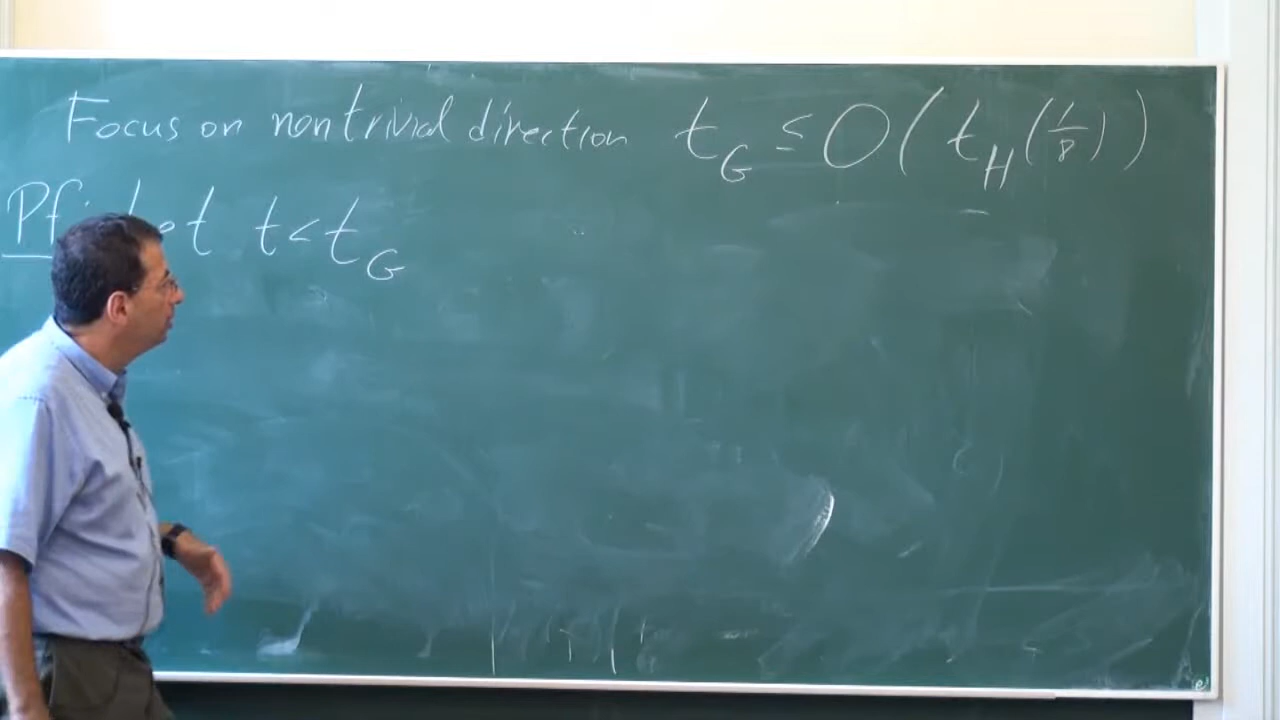 Focus on nontrivial direction t_G ≤ O(t_H(1/8))
Pf: Let t < t_G